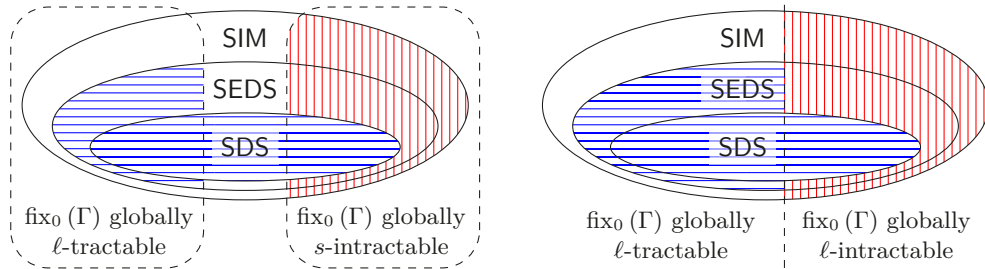 SIM
SEDS
SDS
fix₀ (Γ) globally
ℓ-tractable
fix₀ (Γ) globally
s-intractable
SIM
SEDS
SDS
fix₀ (Γ) globally
ℓ-tractable
fix₀ (Γ) globally
ℓ-intractable